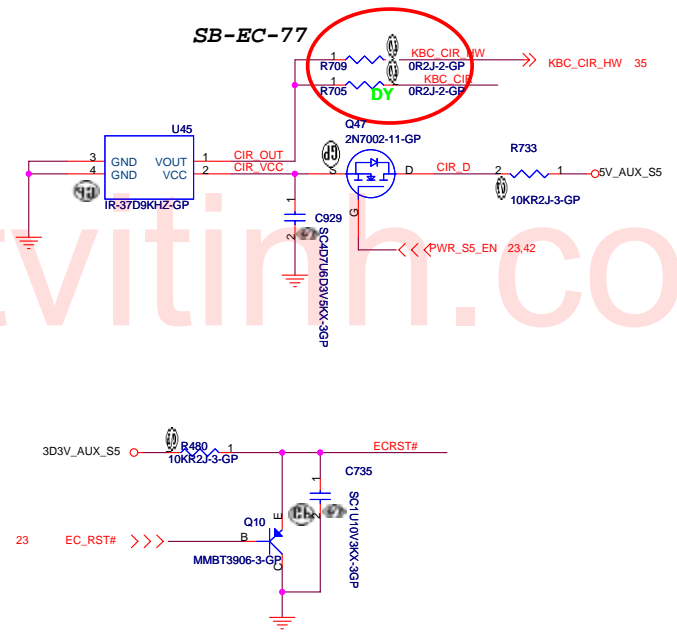 SB-EC-77
1
R709
KBC_CIR_HW
0R2J-2-GP
KBC_CIR_HW 35
1
R705
DY
KBC_CIR
0R2J-2-GP
U45
3 GND VOUT 1 CIR_OUT
4 GND VCC 2 CIR_VCC
IR-37D9KHZ-GP
Q47
2N7002-11-GP
S
D
G
CIR_D
R733
2
1
10KR2J-3-GP
5V_AUX_S5
1
C929
2
SC4D7U6D3V5KX-3GP
PWR_S5_EN 23,42
tvitinh.co
3D3V_AUX_S5
R480
1
10KR2J-3-GP
ECRST#
1
C735
2
SC1U10V3KX-3GP
23 EC_RST#
Q10
B
E
C
MMBT3906-3-GP